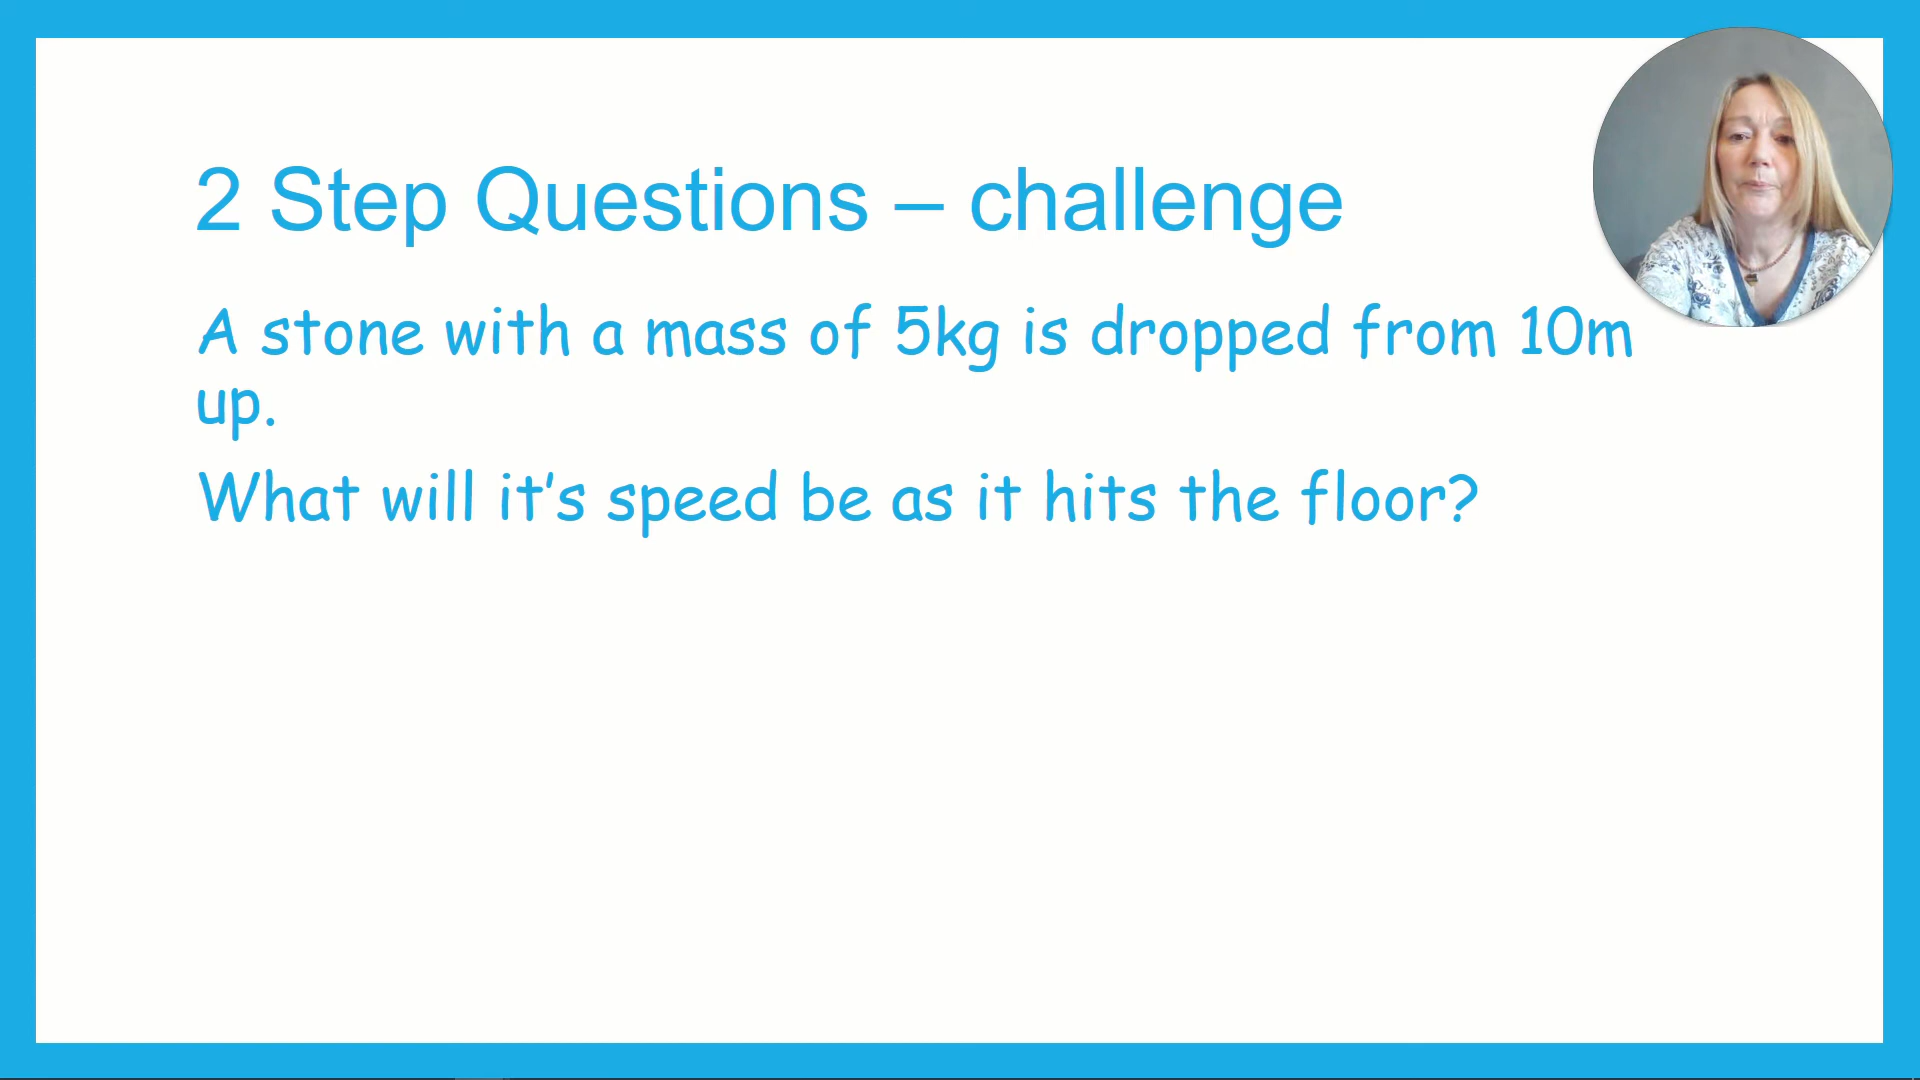 2 Step Questions – challenge
A stone with a mass of 5kg is dropped from 10m
up.
What will it's speed be as it hits the floor?